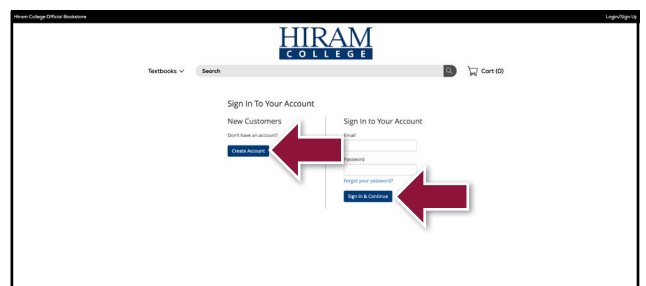 Hiram College Official Bookstore
Login/Sign Up
HIRAM
COLLEGE
Textbooks
Search
Cart (0)
Sign In To Your Account
New Customers
Don't have an account?
Create Account
Sign In to Your Account
Email
Password
Forgot your password?
Sign In & Continue